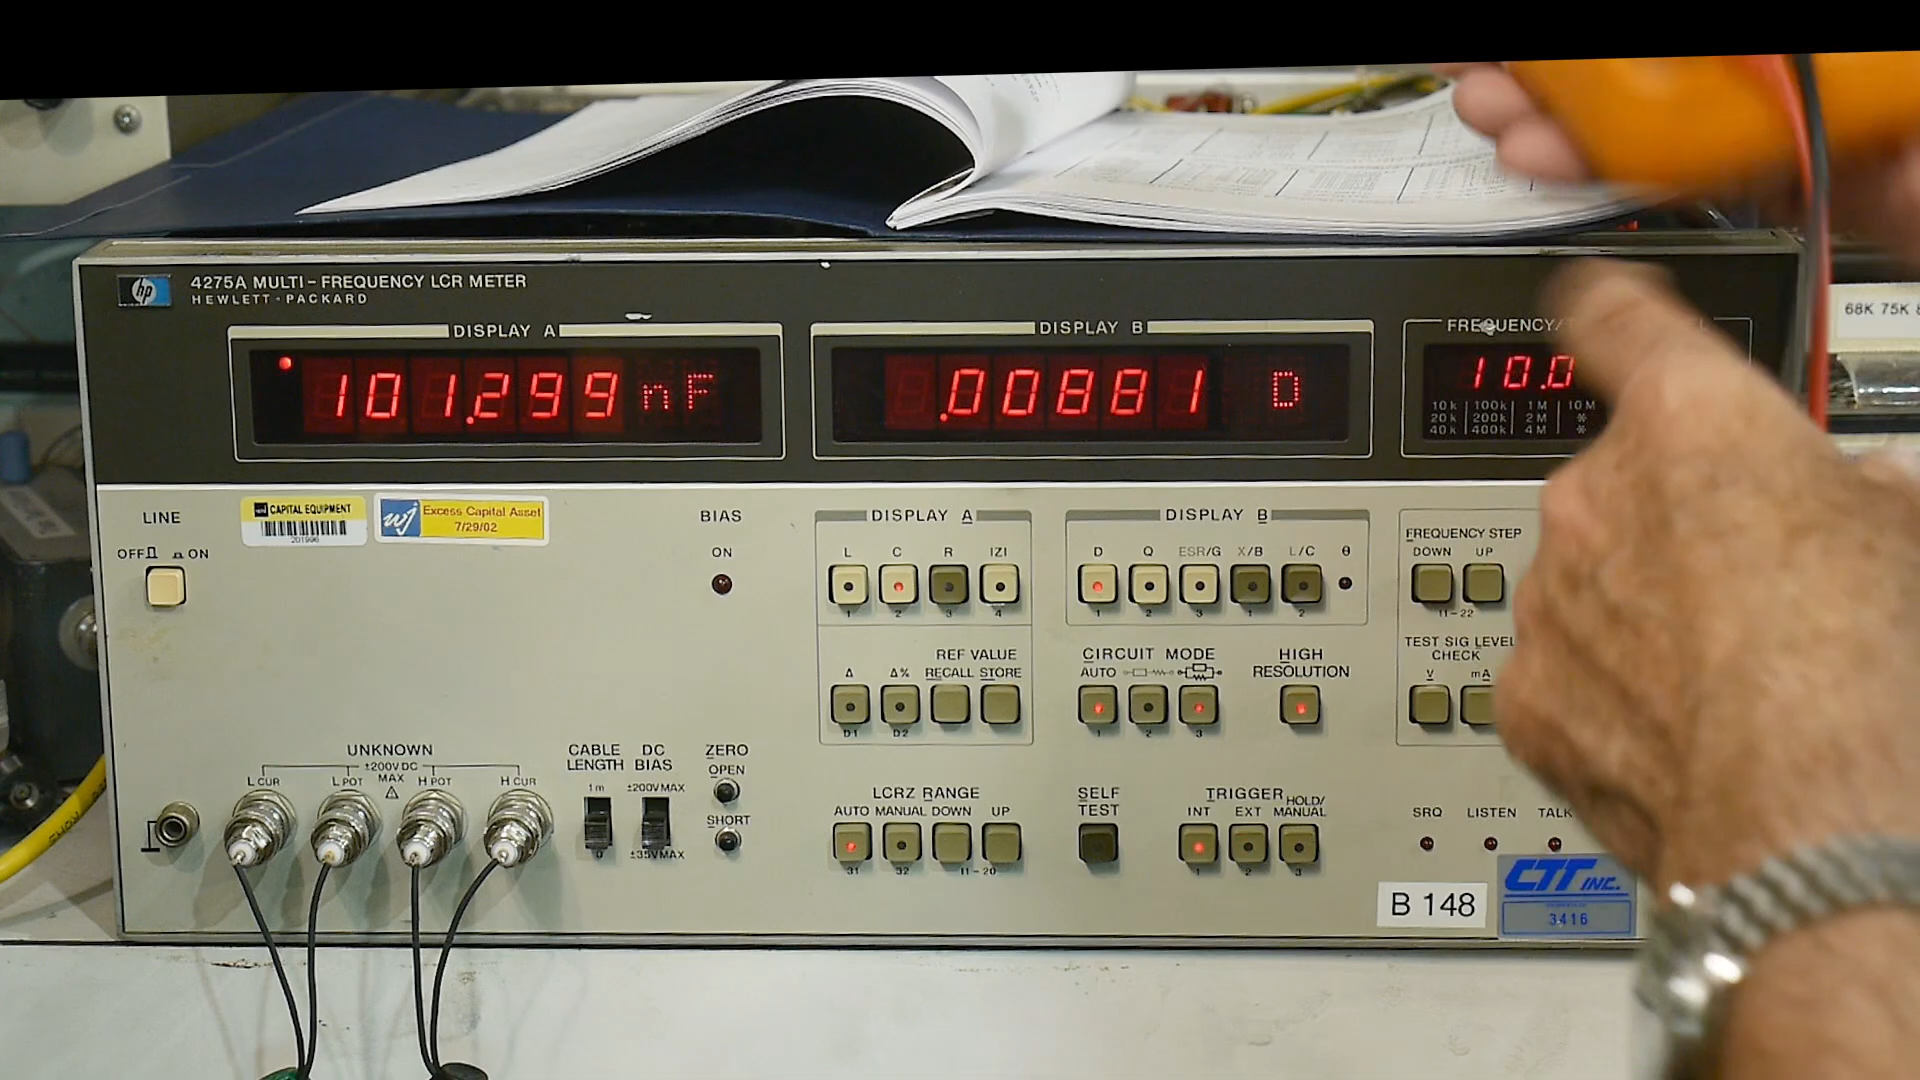 hp 4275A MULTI-FREQUENCY LCR METER
HEWLETT·PACKARD
68K 75K
DISPLAY A
DISPLAY B
101.299 nF
.00881 D
10.0
10k 100k 1M 10M
20k 200k 2M *
40k 400k 4M *
LINE
OFF ON
CAPITAL EQUIPMENT
201996
wj Excess Capital Asset
7/29/02
BIAS
ON
DISPLAY A
L C R |Z|
1 2 3 4
REF VALUE
Δ Δ% RECALL STORE
D1 D2
DISPLAY B
D Q ESR/G X/B L/C θ
1 2 3 1 2
CIRCUIT MODE
AUTO
1 2 3
HIGH
RESOLUTION
FREQUENCY STEP
DOWN UP
11-22
TEST SIG LEVEL
CHECK
V mA
UNKNOWN
±200V DC
MAX
L CUR L POT H POT H CUR
CABLE
LENGTH
1m
0
DC
BIAS
±200V MAX
±35V MAX
ZERO
OPEN
SHORT
LCRZ RANGE
AUTO MANUAL DOWN UP
31 32 11-20
SELF
TEST
TRIGGER
INT EXT HOLD/
MANUAL
1 2 3
SRQ LISTEN TALK
B 148
CTT INC.
3416